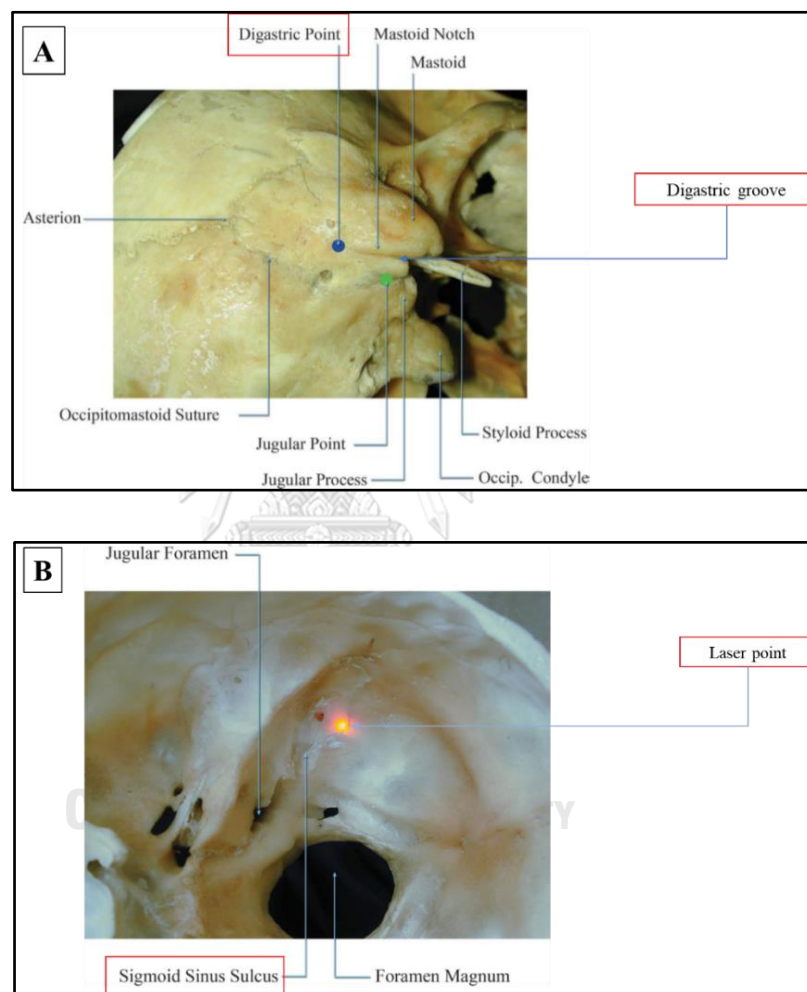 A
Digastric Point
Mastoid Notch
Mastoid
Digastric groove
Asterion
Occipitomastoid Suture
Styloid Process
Jugular Point
Jugular Process
Occip. Condyle
B
Jugular Foramen
Laser point
Sigmoid Sinus Sulcus
Foramen Magnum